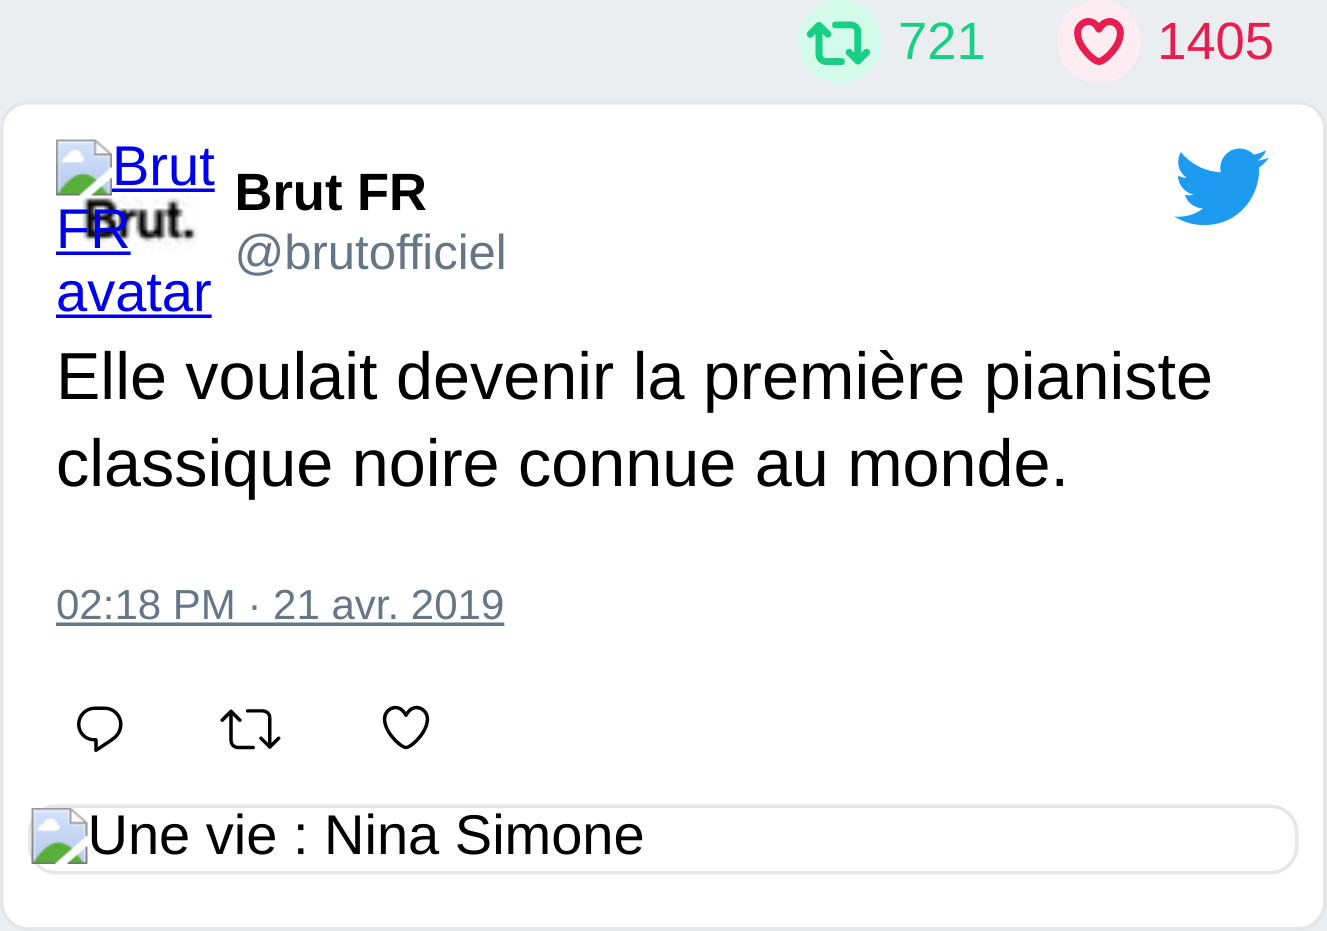 721 1405
Brut
FR
avatar
Brut.
Brut FR
@brutofficiel
Elle voulait devenir la première pianiste
classique noire connue au monde.
02:18 PM · 21 avr. 2019
Une vie : Nina Simone